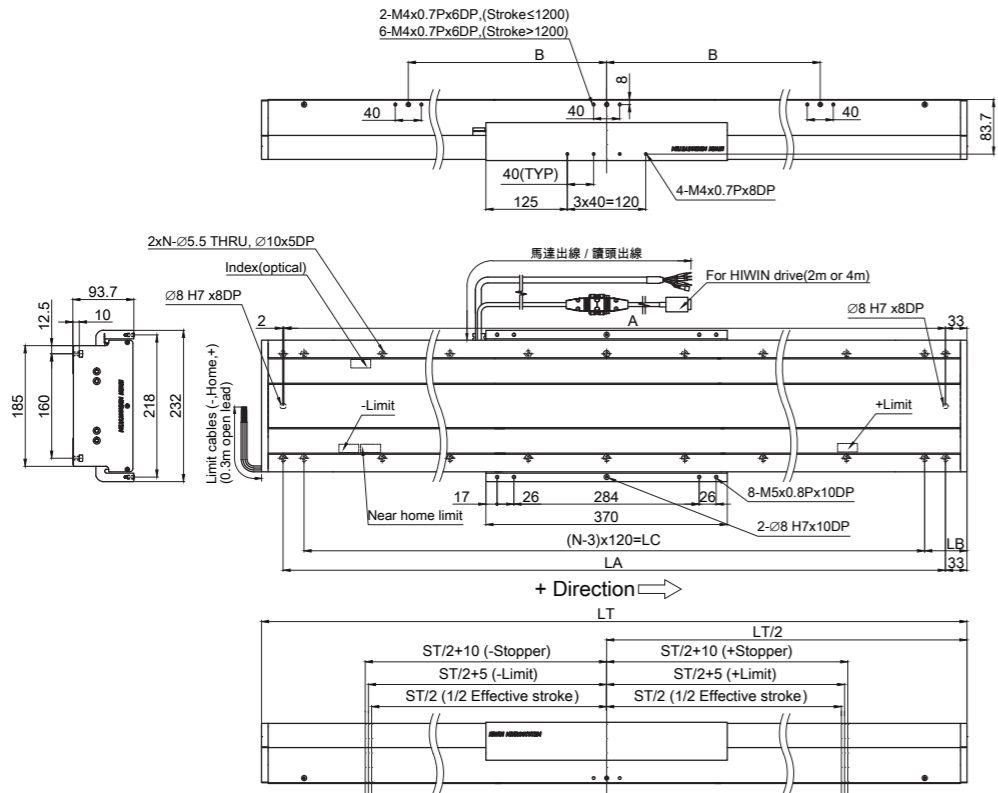 2-M4x0.7Px6DP,(Stroke≤1200)
6-M4x0.7Px6DP,(Stroke>1200)
B
B
8
40
40
40
83.7
40(TYP)
125
3x40=120
4-M4x0.7Px8DP
2xN-∅5.5 THRU, ∅10x5DP
馬達出線 / 讀頭出線
Index(optical)
For HIWIN drive(2m or 4m)
93.7
∅8 H7 x8DP
∅8 H7 x8DP
12.5
10
2
A
33
185
160
218
232
Limit cables (-,Home,+)
(0.3m open lead)
-Limit
+Limit
17
26
284
26
8-M5x0.8Px10DP
Near home limit
370
2-∅8 H7x10DP
(N-3)x120=LC
LB
LA
33
+ Direction
LT
LT/2
ST/2+10 (-Stopper)
ST/2+10 (+Stopper)
ST/2+5 (-Limit)
ST/2+5 (+Limit)
ST/2 (1/2 Effective stroke)
ST/2 (1/2 Effective stroke)